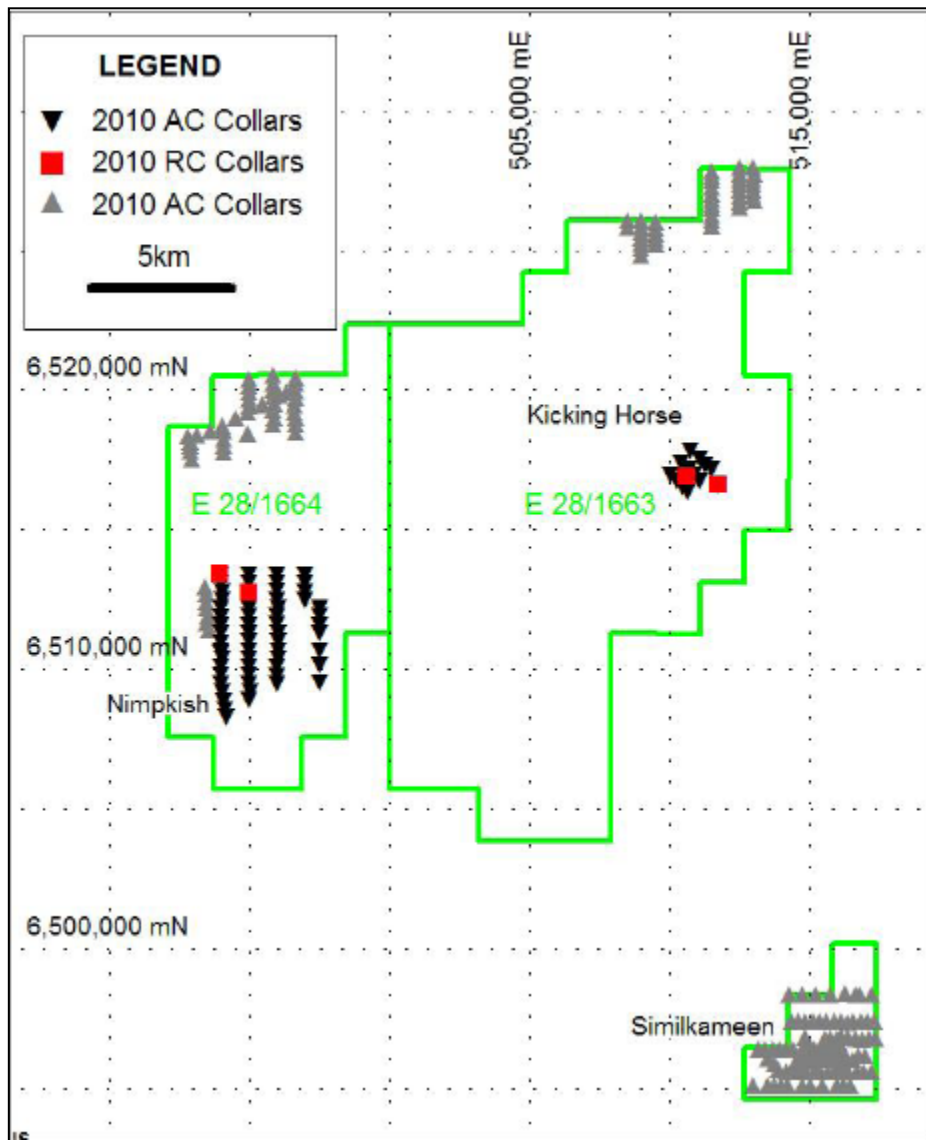 LEGEND
2010 AC Collars
2010 RC Collars
2010 AC Collars
5km
505,000 mE
515,000 mE
6,520,000 mN
Kicking Horse
E 28/1664
E 28/1663
6,510,000 mN
Nimpkish
6,500,000 mN
Similkameen